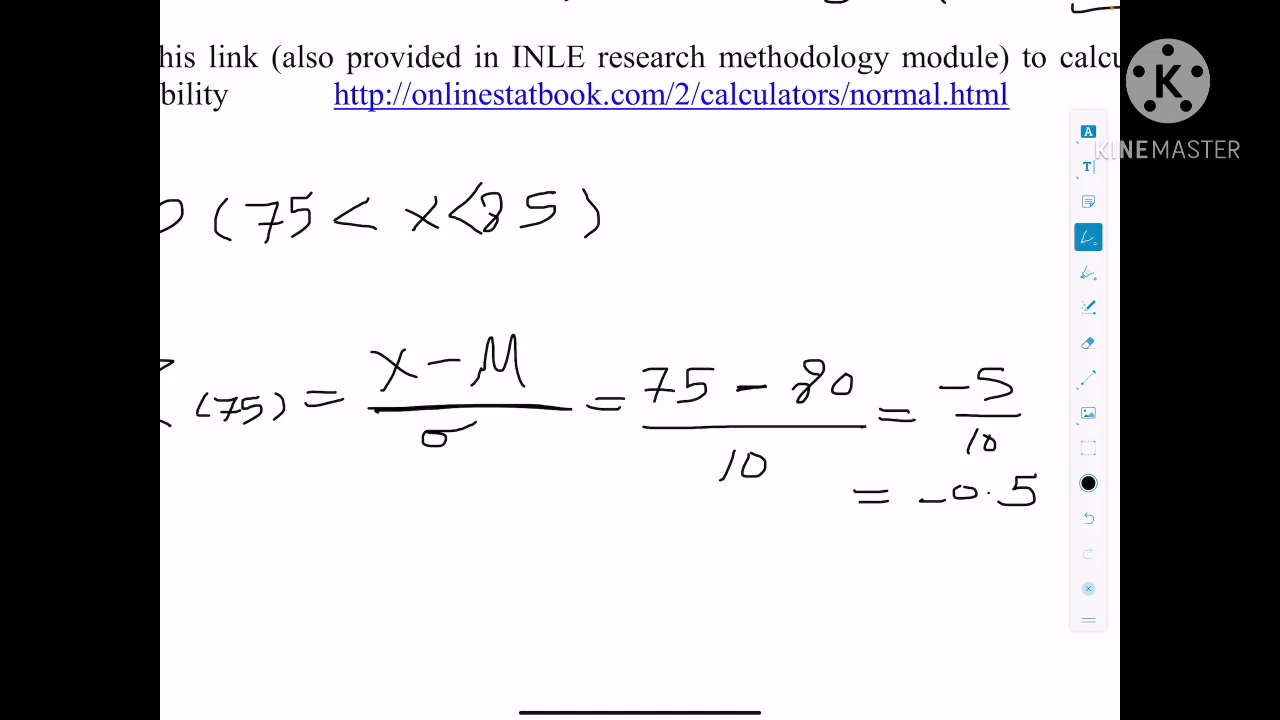 his link (also provided in INLE research methodology module) to calcu
bility http://onlinestatbook.com/2/calculators/normal.html
K
KINEMASTER
A
T
(75 < x < 85)
(75) = x - M / σ = 75 - 80 / 10 = -5 / 10
= -0.5